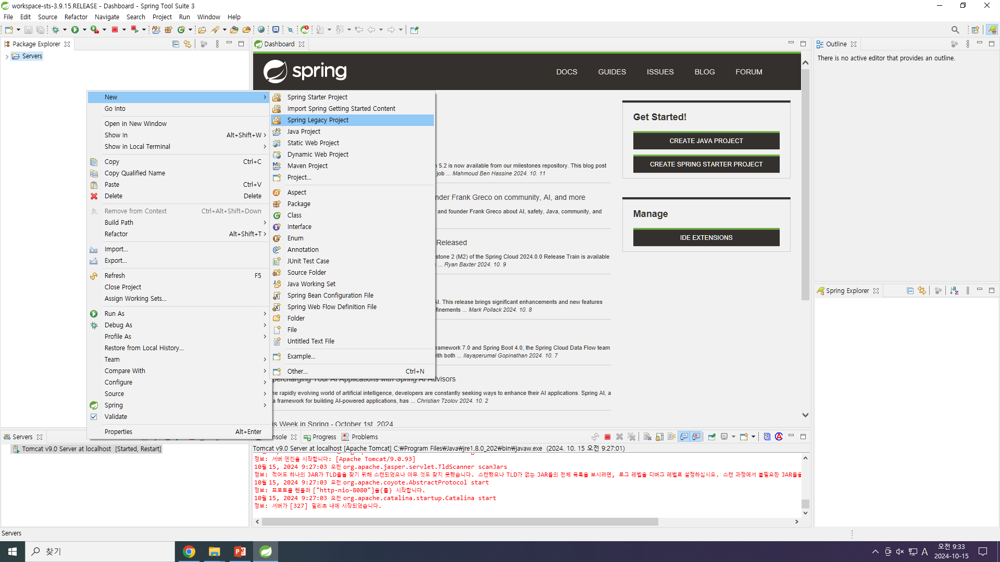 workspace-sts-3.9.15.RELEASE - Dashboard - Spring Tool Suite 3
File Edit Source Refactor Navigate Search Project Run Window Help
Package Explorer
Servers
Dashboard
spring
DOCS GUIDES ISSUES BLOG FORUM
New
Go Into
Open in New Window
Show In Alt+Shift+W
Show in Local Terminal
Copy Ctrl+C
Copy Qualified Name
Paste Ctrl+V
Delete Delete
Remove from Context Ctrl+Alt+Shift+Down
Build Path
Refactor Alt+Shift+T
Import...
Export...
Refresh F5
Close Project
Assign Working Sets...
Run As
Debug As
Profile As
Restore from Local History...
Team
Compare With
Configure
Source
Spring
Validate
Properties Alt+Enter
Spring Starter Project
Import Spring Getting Started Content
Spring Legacy Project
Java Project
Static Web Project
Dynamic Web Project
Maven Project
Project...
Aspect
Package
Class
Interface
Enum
Annotation
JUnit Test Case
Source Folder
Java Working Set
Spring Bean Configuration File
Spring Web Flow Definition File
Folder
File
Untitled Text File
Example...
Other... Ctrl+N
5.2 is now available from our milestones repository. This blog post
job ... Mahmoud Ben Hassine 2024. 10. 11
nder Frank Greco on community, AI, and more
and founder Frank Greco about AI, safety, Java, community, and
Released
stone 2 (M2) of the Spring Cloud 2024.0.0 Release Train is available
... Ryan Baxter 2024. 10. 9
AI. This release brings significant enhancements and new features
finements ... Mark Pollack 2024. 10. 8
ramework 7.0 and Spring Boot 4.0, the Spring Cloud Data Flow team
ith both ... Ilayaperumal Gopinathan 2024. 10. 7
percharging Your AI Applications with Spring AI Advisors
he rapidly evolving world of artificial intelligence, developers are constantly seeking ways to enhance their AI applications. Spring AI, a
a framework for building AI-powered applications, has ... Christian Tzolov 2024. 10. 2
is Week in Spring - October 1st, 2024
Get Started!
CREATE JAVA PROJECT
CREATE SPRING STARTER PROJECT
Manage
IDE EXTENSIONS
Outline
There is no active editor that provides an outline.
Spring Explorer
Servers
Tomcat v9.0 Server at localhost [Started, Restart]
nsole Progress Problems
Tomcat v9.0 Server at localhost [Apache Tomcat] C:₩Program Files₩Java₩jre1.8.0_202₩bin₩javaw.exe (2024. 10. 15 오전 9:27:01)
정보: 서버 엔진을 시작합니다: [Apache Tomcat/9.0.93]
10월 15, 2024 9:27:03 오전 org.apache.jasper.servlet.TldScanner scanJars
정보: 적어도 하나의 JAR가 TLD들을 찾기 위해 스캔되었으나 아무 것도 찾지 못했습니다. 스캔했으나 TLD가 없는 JAR들의 전체 목록을 보시려면, 로그 레벨을 디버그 레벨로 설정하십시오. 스캔 과정에서 불필요한 JAR들을
10월 15, 2024 9:27:03 오전 org.apache.coyote.AbstractProtocol start
정보: 프로토콜 핸들러 ["http-nio-8080"]을(를) 시작합니다.
10월 15, 2024 9:27:03 오전 org.apache.catalina.startup.Catalina start
정보: 서버가 [327] 밀리초 내에 시작되었습니다.
Servers
찾기
A
오전 9:33
2024-10-15